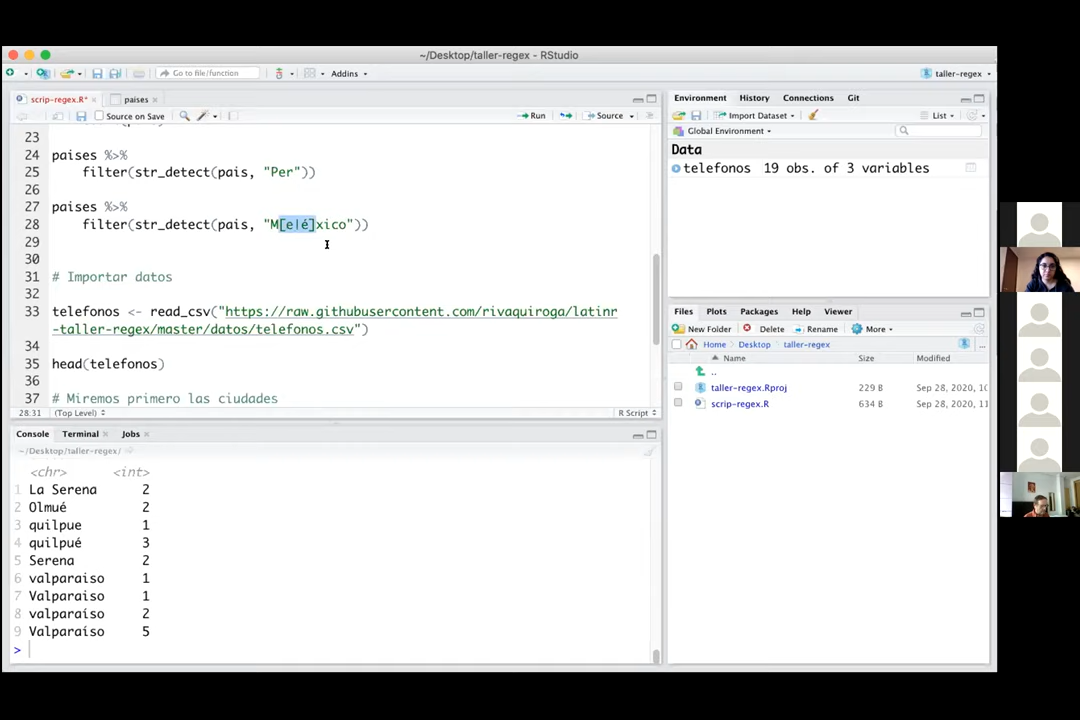 ~/Desktop/taller-regex - RStudio
Go to file/function
Addins
taller-regex
scrip-regex.R*
paises
Source on Save
Run
Source
23
24 paises %>%
25 filter(str_detect(pais, "Per"))
26
27 paises %>%
28 filter(str_detect(pais, "M[e|é]xico"))
29
30
31 # Importar datos
32
33 telefonos <- read_csv("https://raw.githubusercontent.com/rivaquiroga/latinr
-taller-regex/master/datos/telefonos.csv")
34
35 head(telefonos)
36
37 # Miremos primero las ciudades
28:31 (Top Level) R Script
Console Terminal Jobs
~/Desktop/taller-regex/
<chr> <int>
1 La Serena 2
2 Olmué 2
3 quilpue 1
4 quilpué 3
5 Serena 2
6 valparaiso 1
7 Valparaiso 1
8 valparaíso 2
9 Valparaíso 5
>
Environment History Connections Git
Import Dataset
List
Global Environment
Data
telefonos 19 obs. of 3 variables
Files Plots Packages Help Viewer
New Folder Delete Rename More
Home Desktop taller-regex ...
Name Size Modified
..
taller-regex.Rproj 229 B Sep 28, 2020, 10
scrip-regex.R 634 B Sep 28, 2020, 11